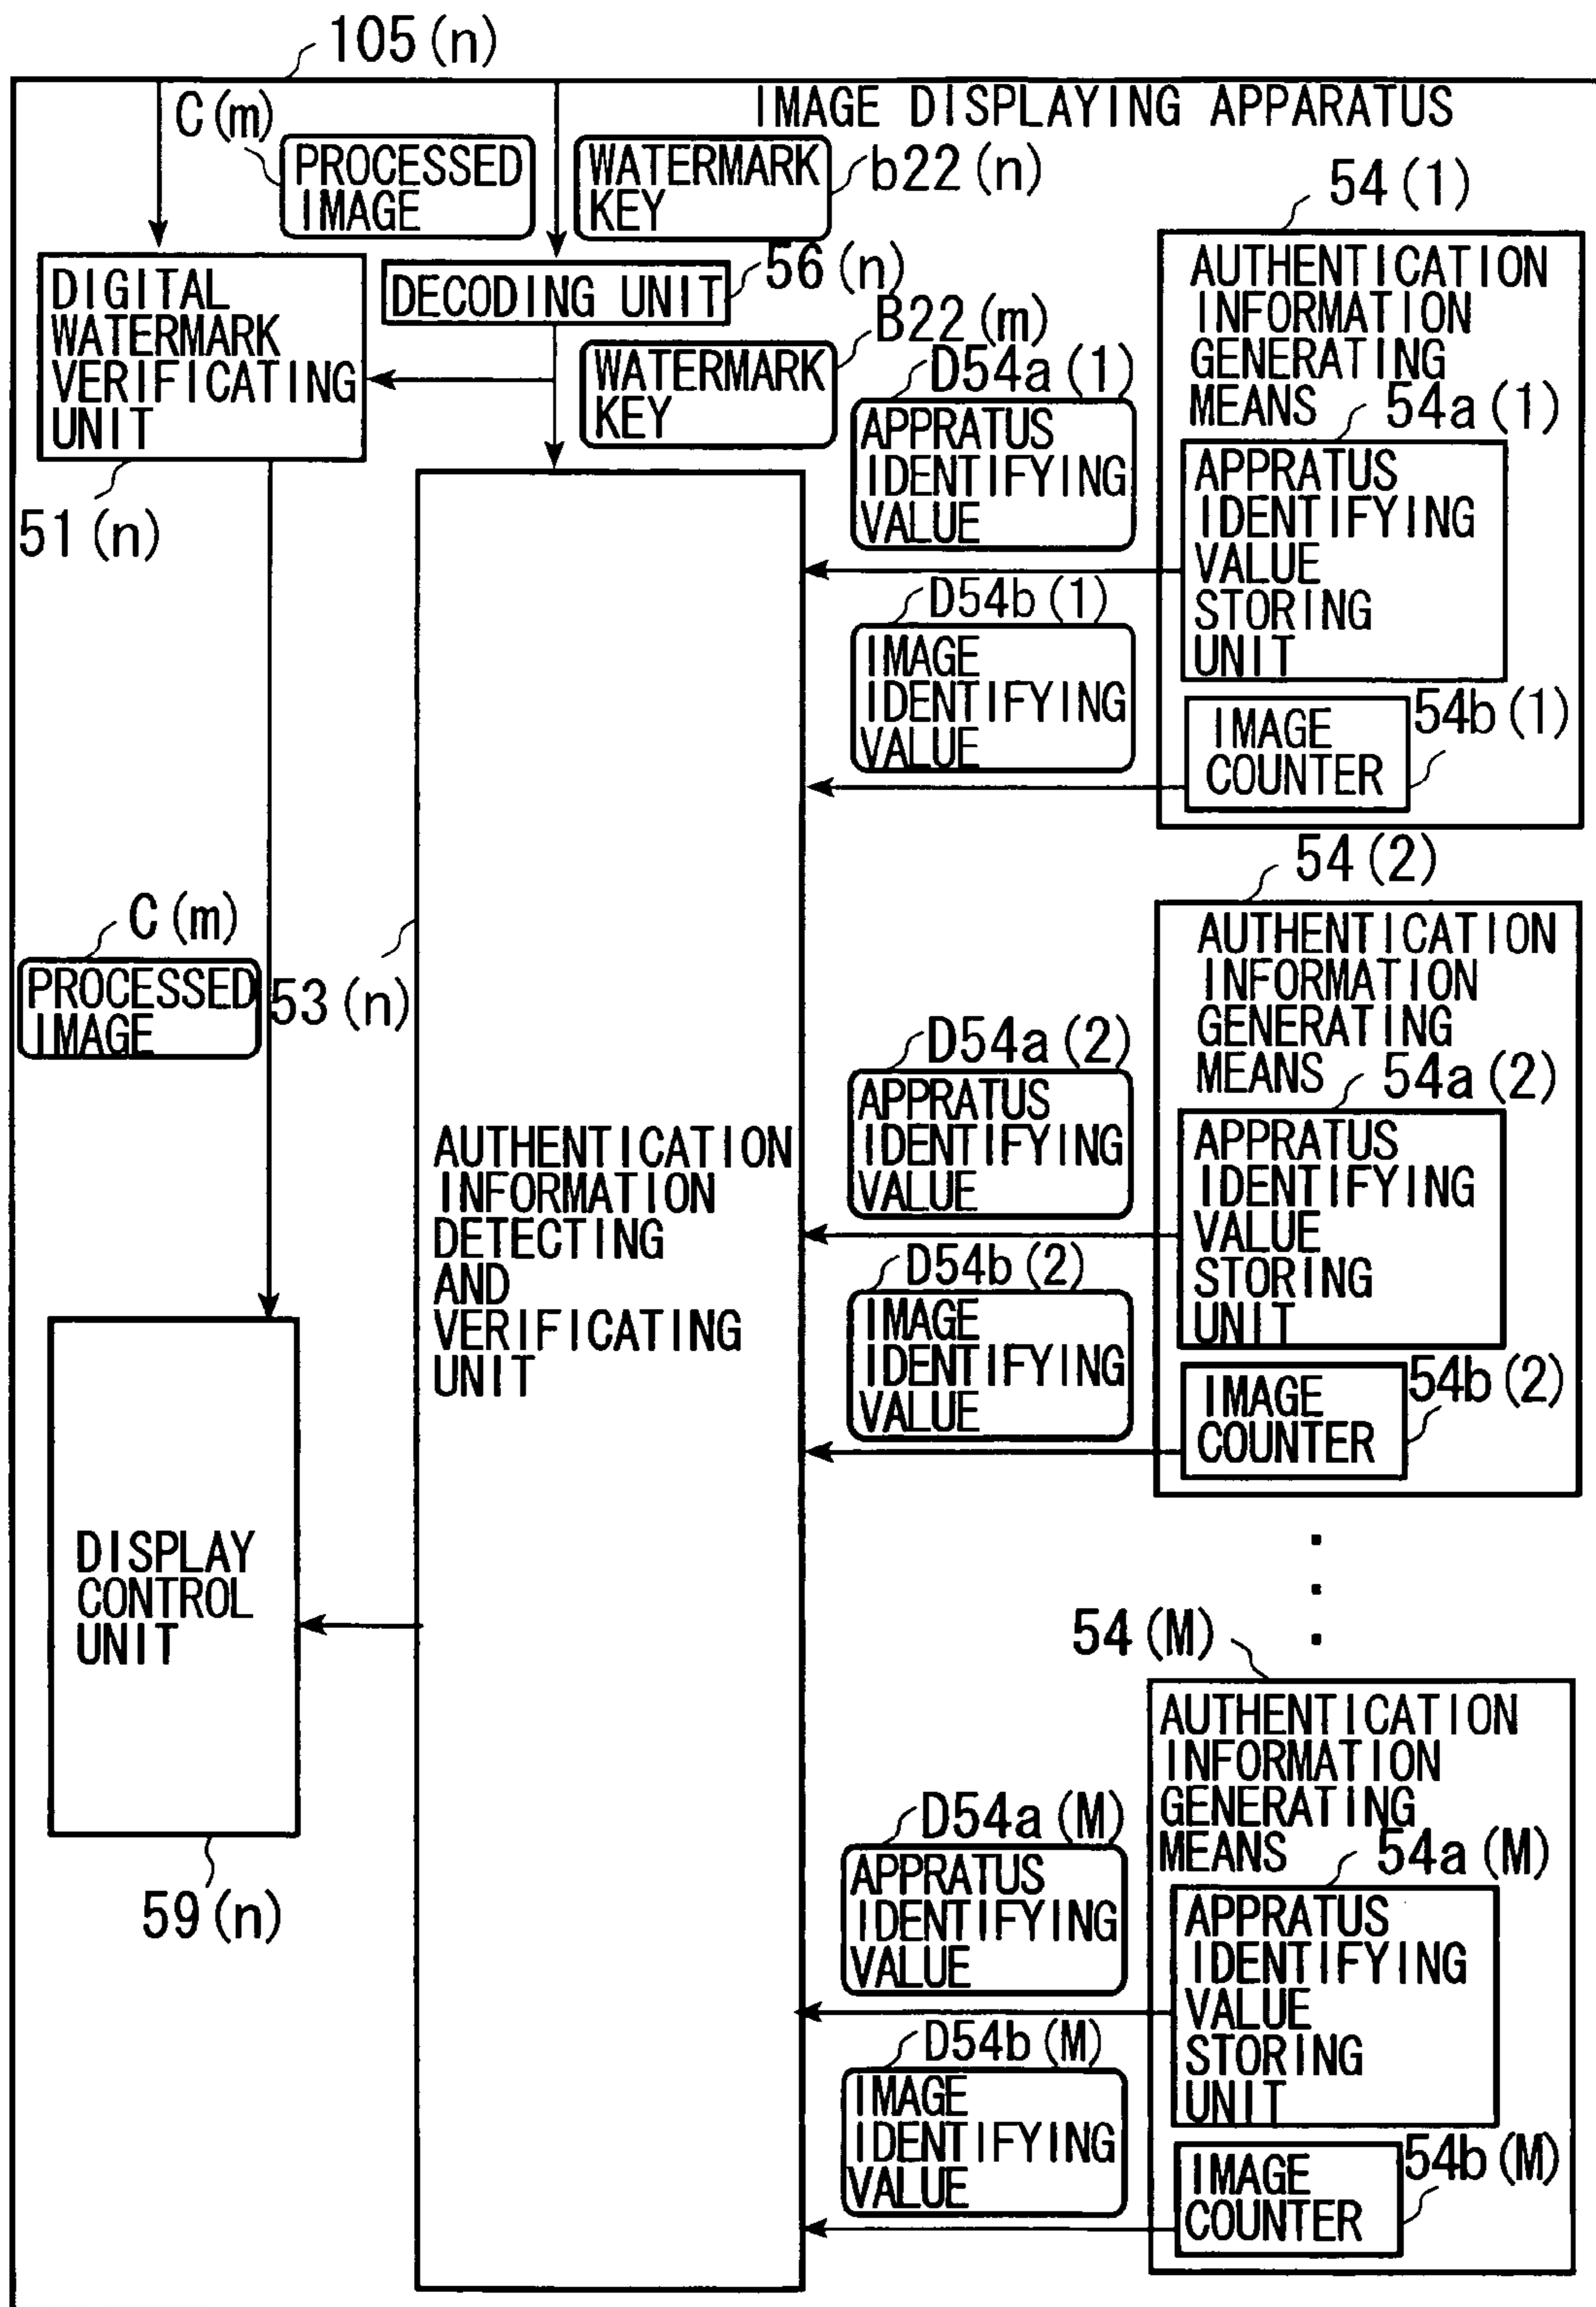 105(n)
IMAGE DISPLAYING APPARATUS
C(m)
PROCESSED
IMAGE
WATERMARK
KEY
b22(n)
DIGITAL
WATERMARK
VERIFICATING
UNIT
51(n)
DECODING UNIT
56(n)
WATERMARK
KEY
B22(m)
54(1)
AUTHENTICATION
INFORMATION
GENERATING
MEANS
54a(1)
APPRATUS
IDENTIFYING
VALUE
STORING
UNIT
D54a(1)
APPRATUS
IDENTIFYING
VALUE
D54b(1)
IMAGE
IDENTIFYING
VALUE
IMAGE
COUNTER
54b(1)
C(m)
PROCESSED
IMAGE
53(n)
AUTHENTICATION
INFORMATION
DETECTING
AND
VERIFICATING
UNIT
54(2)
AUTHENTICATION
INFORMATION
GENERATING
MEANS
54a(2)
APPRATUS
IDENTIFYING
VALUE
STORING
UNIT
D54a(2)
APPRATUS
IDENTIFYING
VALUE
D54b(2)
IMAGE
IDENTIFYING
VALUE
IMAGE
COUNTER
54b(2)
DISPLAY
CONTROL
UNIT
59(n)
54(M)
AUTHENTICATION
INFORMATION
GENERATING
MEANS
54a(M)
APPRATUS
IDENTIFYING
VALUE
STORING
UNIT
D54a(M)
APPRATUS
IDENTIFYING
VALUE
D54b(M)
IMAGE
IDENTIFYING
VALUE
IMAGE
COUNTER
54b(M)